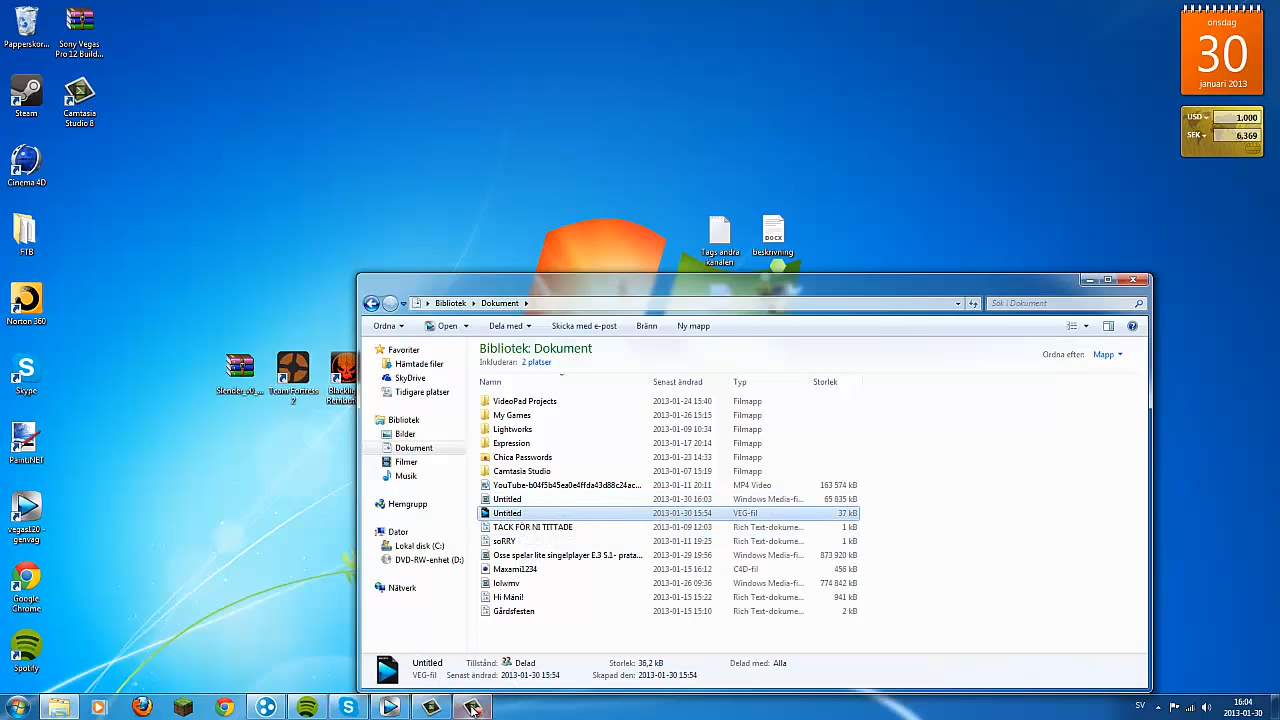 Papperskor...
Sony Vegas
Pro 12 Build...
Steam
Camtasia
Studio 8
Cinema 4D
FTB
Norton 360
Skype
Paint.NET
vegas120 -
genväg
Google
Chrome
Spotify
Slender_v0_...
Team Fortress
2
Blacklight
Retribution
Tags andra
kanalen
DOCX
beskrivning
onsdag
30
januari 2013
USD 1,000
SEK 6,369
Bibliotek Dokument
Sök i Dokument
Ordna Open Dela med Skicka med e-post Bränn Ny mapp
Bibliotek: Dokument
Inkluderar: 2 platser
Ordna efter: Mapp
Favoriter
Hämtade filer
SkyDrive
Tidigare platser
Bibliotek
Bilder
Dokument
Filmer
Musik
Hemgrupp
Dator
Lokal disk (C:)
DVD-RW-enhet (D:)
Nätverk
Namn Senast ändrad Typ Storlek
VideoPad Projects 2013-01-24 15:40 Filmapp
My Games 2013-01-26 15:15 Filmapp
Lightworks 2013-01-09 10:34 Filmapp
Expression 2013-01-17 20:14 Filmapp
Chica Passwords 2013-01-23 14:33 Filmapp
Camtasia Studio 2013-01-07 15:19 Filmapp
YouTube-b04f5b45ea0e4ffda43d88c24ac... 2013-01-11 20:11 MP4 Video 163 574 kB
Untitled 2013-01-30 16:03 Windows Media-fi... 65 835 kB
Untitled 2013-01-30 15:54 VEG-fil 37 kB
TACK FÖR NI TITTADE 2013-01-09 12:03 Rich Text-dokume... 1 kB
soRRY 2013-01-11 19:25 Rich Text-dokume... 1 kB
Osse spelar lite singelplayer E.3 S.1- prata... 2013-01-29 19:56 Windows Media-fi... 873 920 kB
Maxami1234 2013-01-15 16:12 C4D-fil 456 kB
lolwmv 2013-01-26 09:36 Windows Media-fi... 774 842 kB
Hi Mäni! 2013-01-15 15:22 Rich Text-dokume... 941 kB
Gårdsfesten 2013-01-15 15:10 Rich Text-dokume... 2 kB
Untitled Tillstånd: Delad Storlek: 36,2 kB Delad med: Alla
VEG-fil Senast ändrad: 2013-01-30 15:54 Skapad den: 2013-01-30 15:54
SV
16:04
2013-01-30